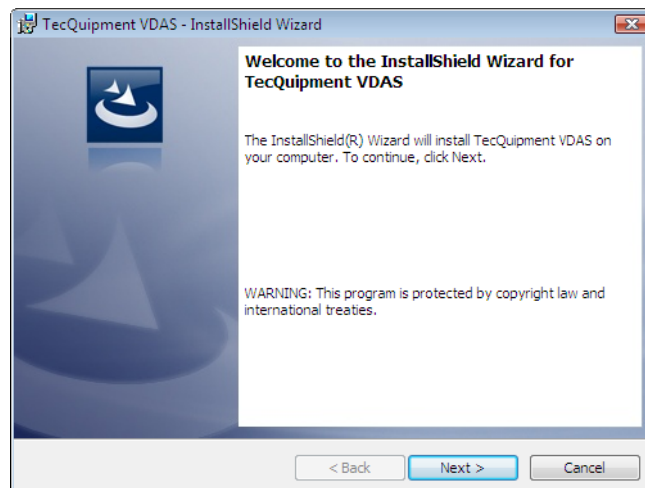 TecQuipment VDAS - InstallShield Wizard
Welcome to the InstallShield Wizard for
TecQuipment VDAS
The InstallShield(R) Wizard will install TecQuipment VDAS on
your computer. To continue, click Next.
WARNING: This program is protected by copyright law and
international treaties.
< Back
Next >
Cancel